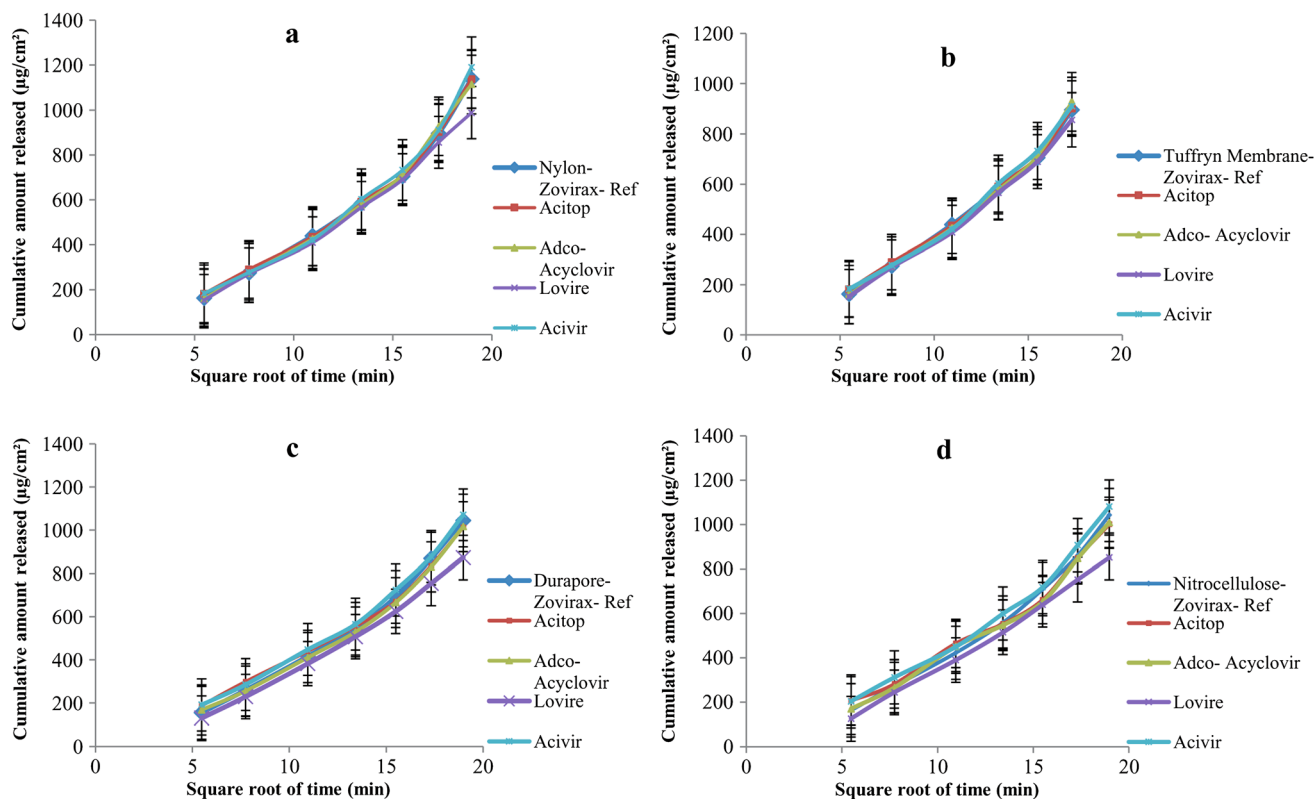 a
Cumulative amount released (µg/cm²)
1400
1200
1000
800
600
400
200
0
0 5 10 15 20
Square root of time (min)
Nylon-
Zovirax- Ref
Acitop
Adco-
Acyclovir
Lovire
Acivir
b
Cumulative amount released (µg/cm²)
1200
1000
800
600
400
200
0
0 5 10 15 20
Square root of time (min)
Tuffryn Membrane-
Zovirax- Ref
Acitop
Adco- Acyclovir
Lovire
Acivir
c
Cumulative amount released (µg/cm²)
1400
1200
1000
800
600
400
200
0
0 5 10 15 20
Square root of time (min)
Durapore-
Zovirax- Ref
Acitop
Adco-
Acyclovir
Lovire
Acivir
d
Cumulative amount released (µg/cm²)
1400
1200
1000
800
600
400
200
0
0 5 10 15 20
Square root of time (min)
Nitrocellulose-
Zovirax- Ref
Acitop
Adco- Acyclovir
Lovire
Acivir